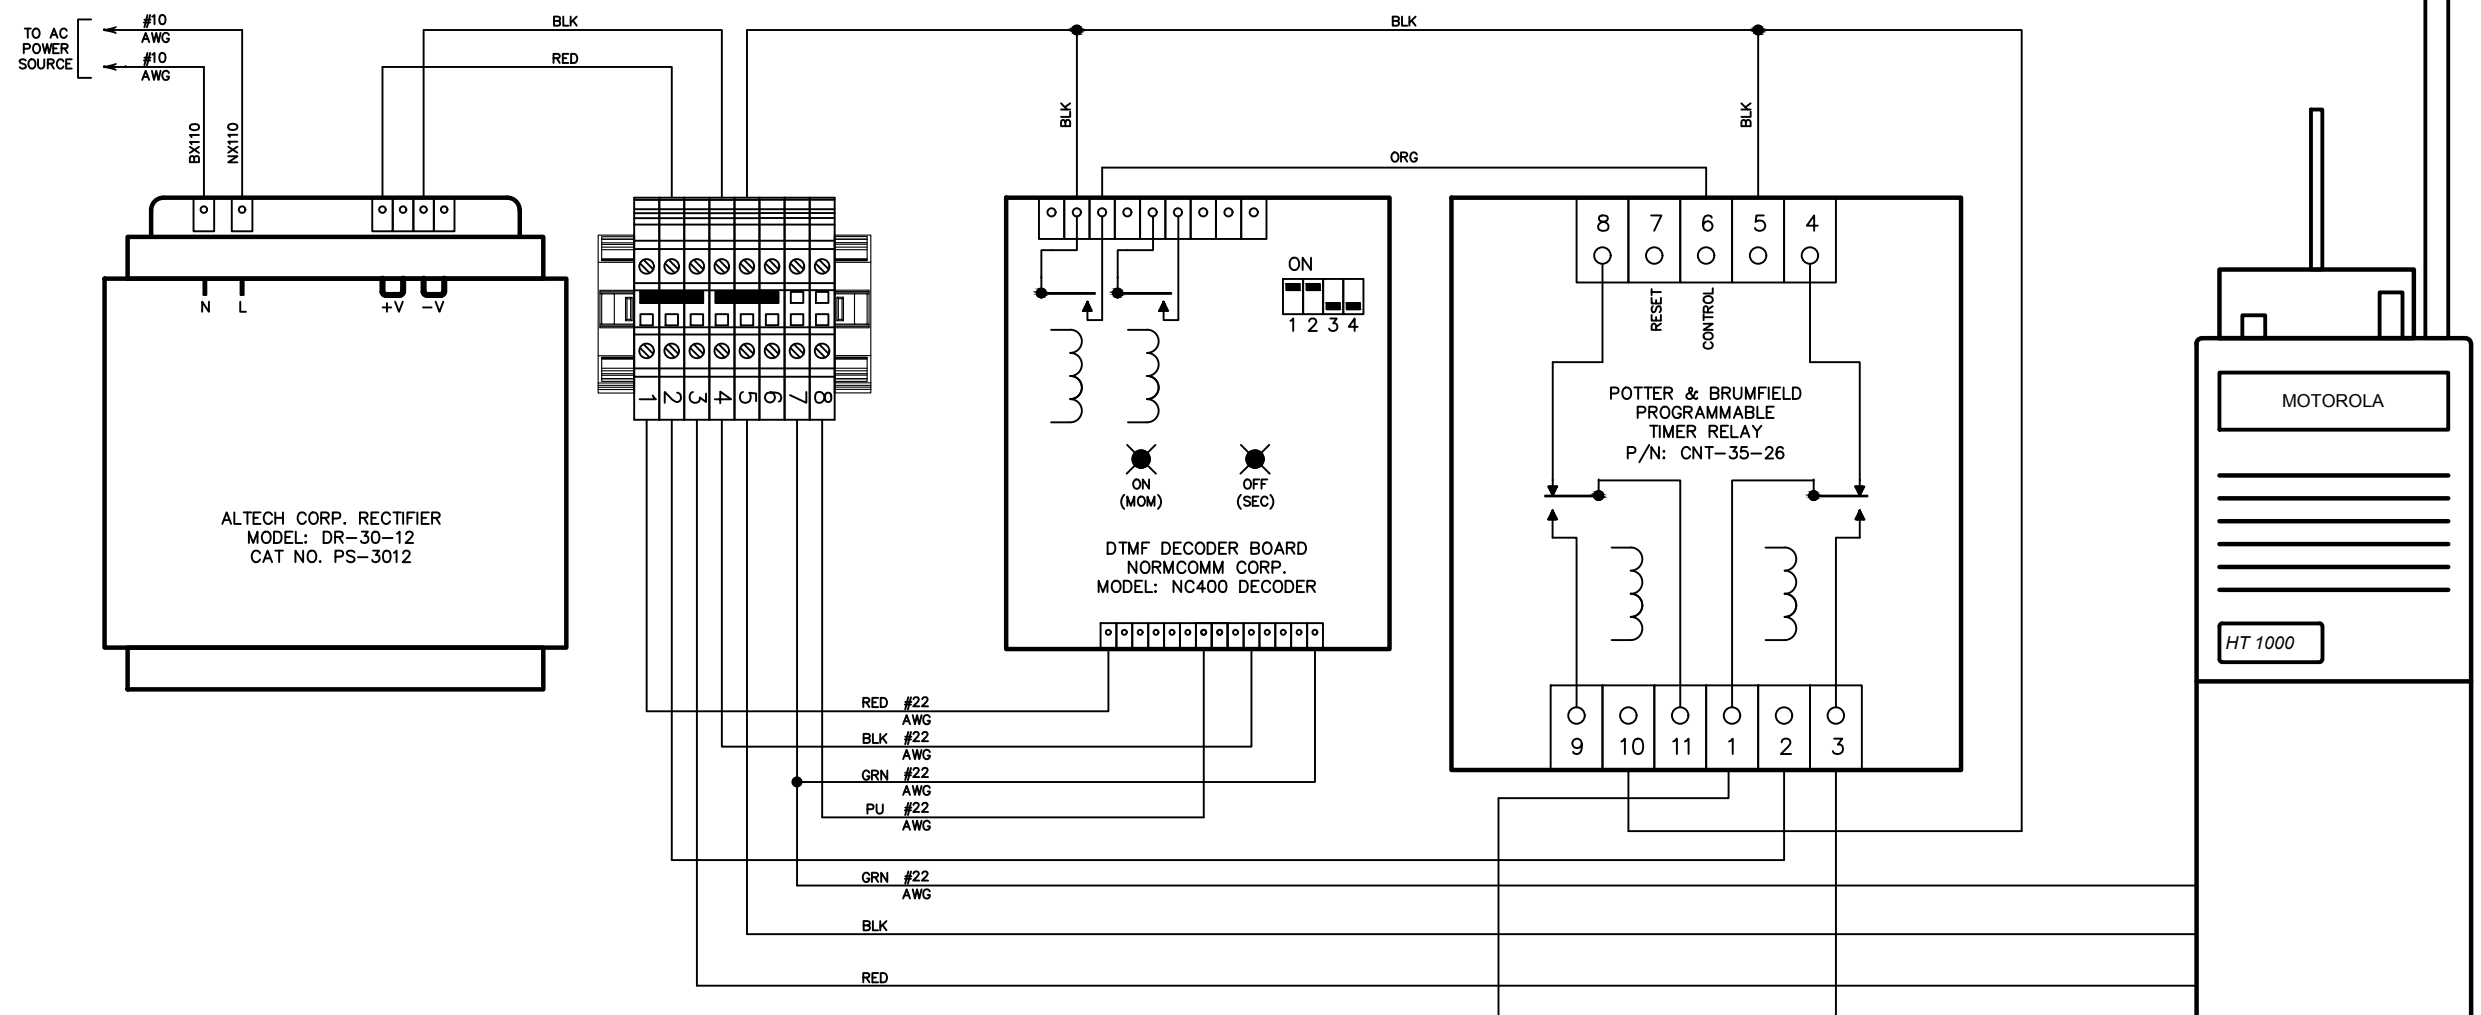 TO AC
POWER
SOURCE
#10
AWG
#10
AWG
BLK
RED
BLK
BX110
NX110
BLK
BLK
ORG
N L +V -V
ALTECH CORP. RECTIFIER
MODEL: DR-30-12
CAT NO. PS-3012
1 2 3 4 5 6 7 8
ON
1 2 3 4
ON
(MOM)
OFF
(SEC)
DTMF DECODER BOARD
NORMCOMM CORP.
MODEL: NC400 DECODER
8 7 6 5 4
RESET
CONTROL
POTTER & BRUMFIELD
PROGRAMMABLE
TIMER RELAY
P/N: CNT-35-26
9 10 11 1 2 3
MOTOROLA
HT 1000
RED #22
AWG
BLK #22
AWG
GRN #22
AWG
PU #22
AWG
GRN #22
AWG
BLK
RED